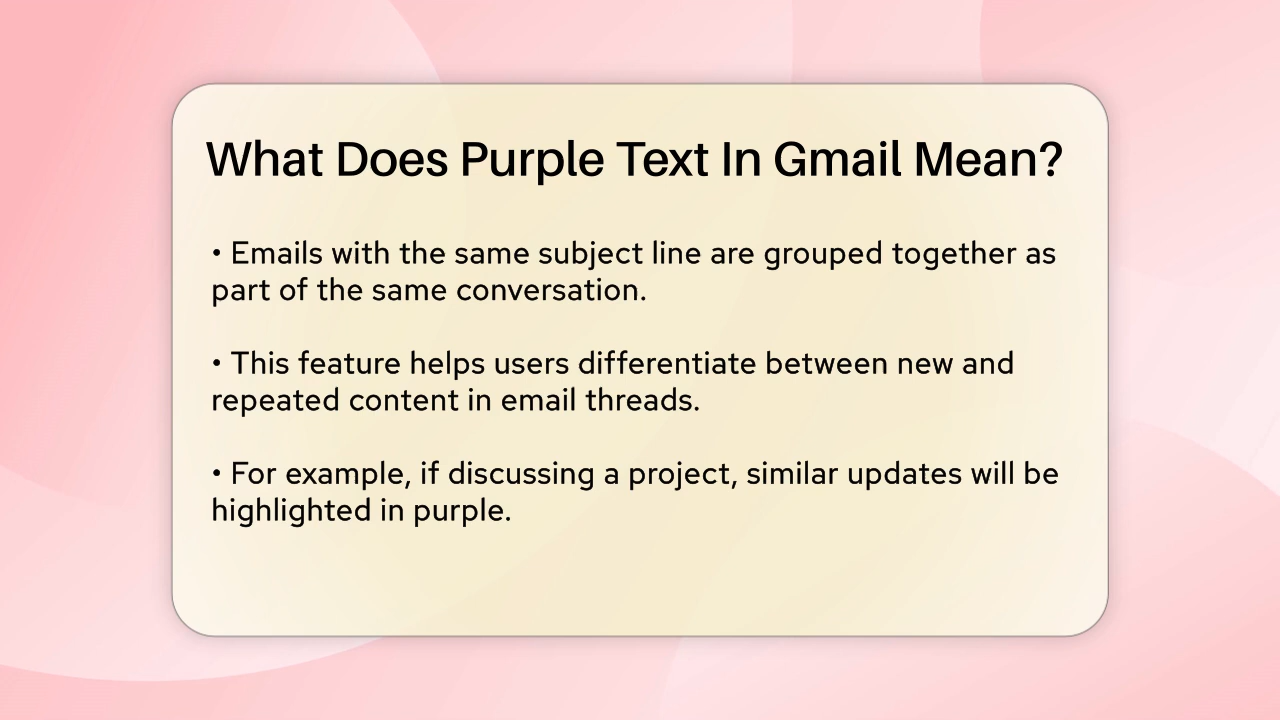 What Does Purple Text In Gmail Mean?
• Emails with the same subject line are grouped together as
part of the same conversation.
• This feature helps users differentiate between new and
repeated content in email threads.
• For example, if discussing a project, similar updates will be
highlighted in purple.